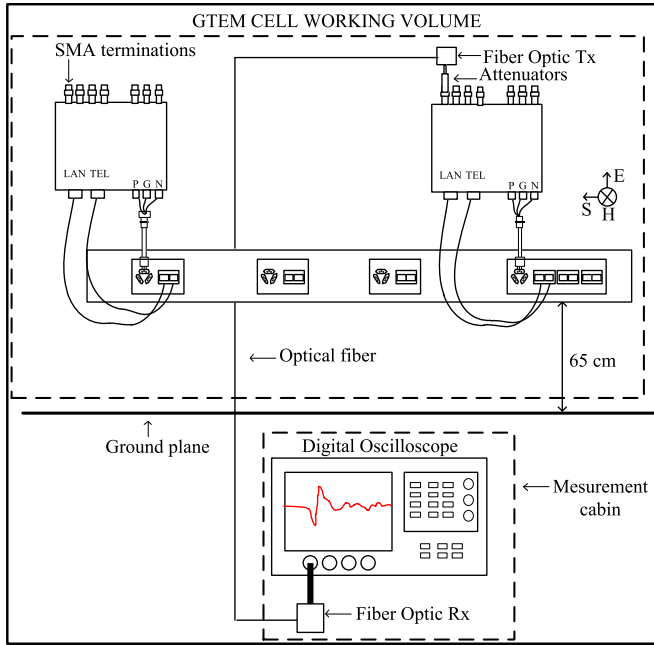 GTEM CELL WORKING VOLUME
SMA terminations
Fiber Optic Tx
Attenuators
LAN TEL
P G N
LAN TEL
P G N
E
S
H
Optical fiber
65 cm
Ground plane
Digital Oscilloscope
Mesurement
cabin
Fiber Optic Rx